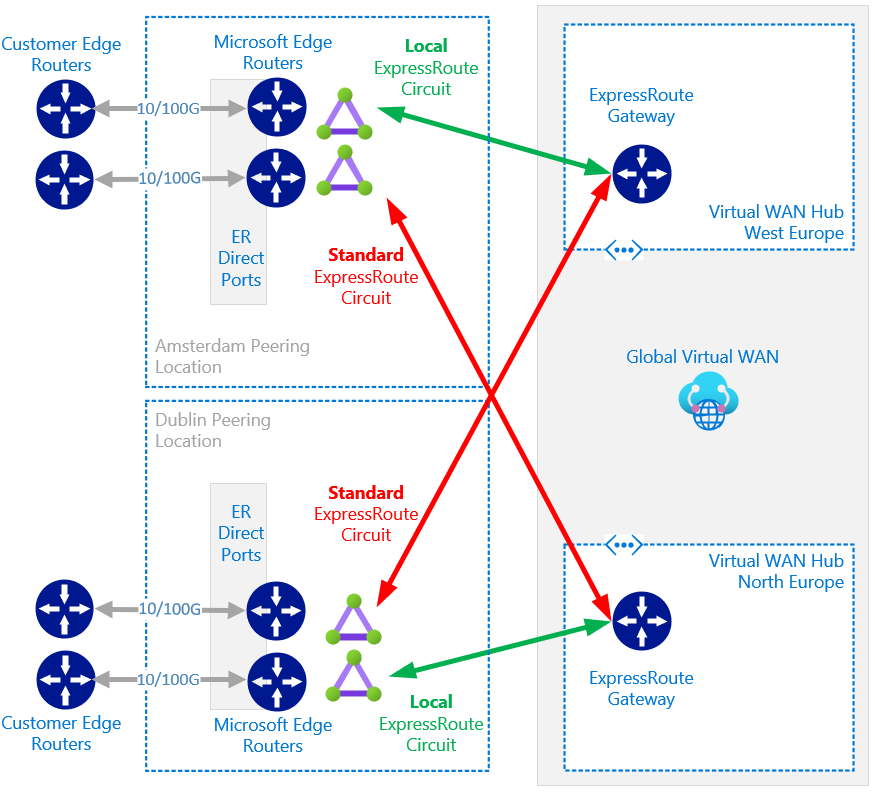 Customer Edge
Routers
Microsoft Edge
Routers
Local
ExpressRoute
Circuit
10/100G
10/100G
ER
Direct
Ports
Standard
ExpressRoute
Circuit
Amsterdam Peering
Location
ExpressRoute
Gateway
Virtual WAN Hub
West Europe
Global Virtual WAN
Dublin Peering
Location
ER
Direct
Ports
Standard
ExpressRoute
Circuit
10/100G
10/100G
Customer Edge
Routers
Microsoft Edge
Routers
Local
ExpressRoute
Circuit
Virtual WAN Hub
North Europe
ExpressRoute
Gateway